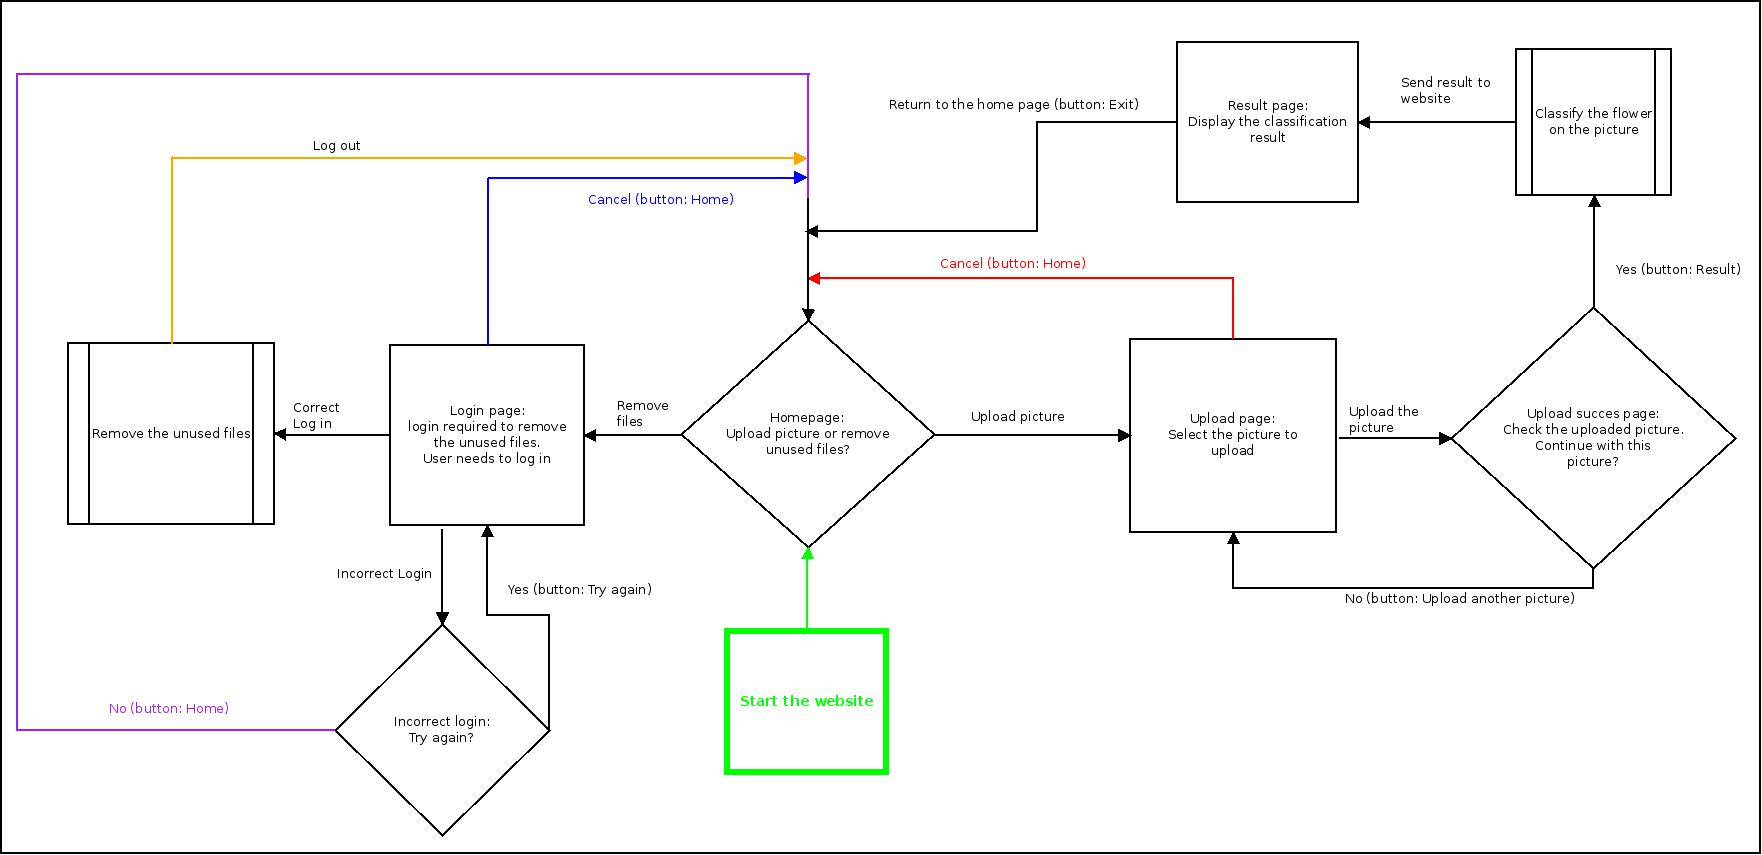 Return to the home page (button: Exit)
Result page:
Display the classification
result
Send result to
website
Classify the flower
on the picture
Log out
Cancel (button: Home)
Cancel (button: Home)
Yes (button: Result)
Remove the unused files
Correct
Log in
Login page:
login required to remove
the unused files.
User needs to log in
Remove
files
Homepage:
Upload picture or remove
unused files?
Upload picture
Upload page:
Select the picture to
upload
Upload the
picture
Upload succes page:
Check the uploaded picture.
Continue with this
picture?
Incorrect Login
Yes (button: Try again)
No (button: Upload another picture)
No (button: Home)
Incorrect login:
Try again?
Start the website